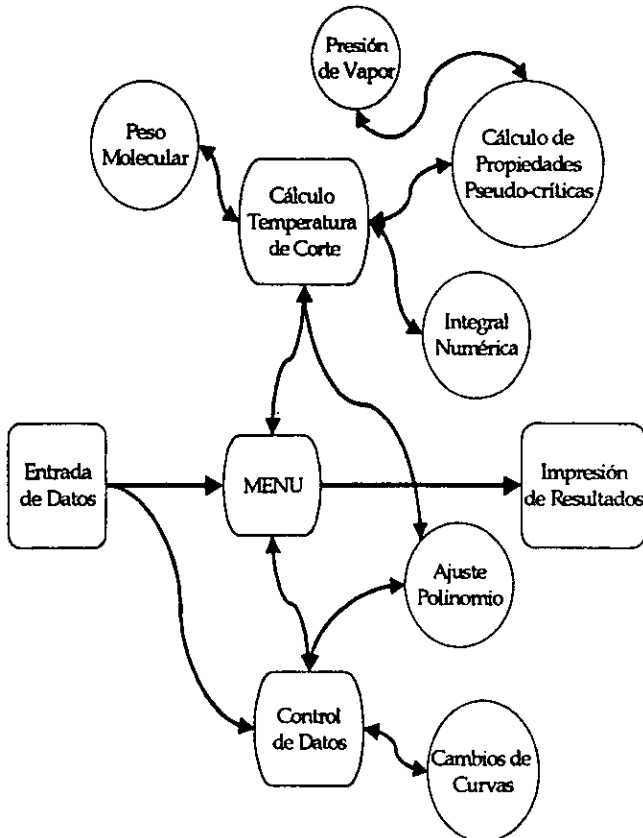 Presión
de Vapor
Peso
Molecular
Cálculo de
Propiedades
Pseudo-críticas
Cálculo
Temperatura
de Corte
Integral
Numérica
Entrada
de Datos
MENU
Impresión
de Resultados
Ajuste
Polinomio
Control
de Datos
Cambios de
Curvas